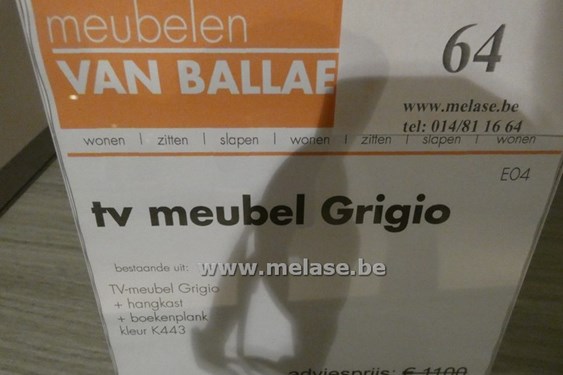 meubelen
VAN BALLAE
64
www.melase.be
tel: 014/81 16 64
wonen | zitten | slapen | wonen | zitten | slapen | wonen
E04
tv meubel Grigio
bestaande uit:
www.melase.be
TV-meubel Grigio
+ hangkast
+ boekenplank
kleur K443
adviesprijs: € 1100